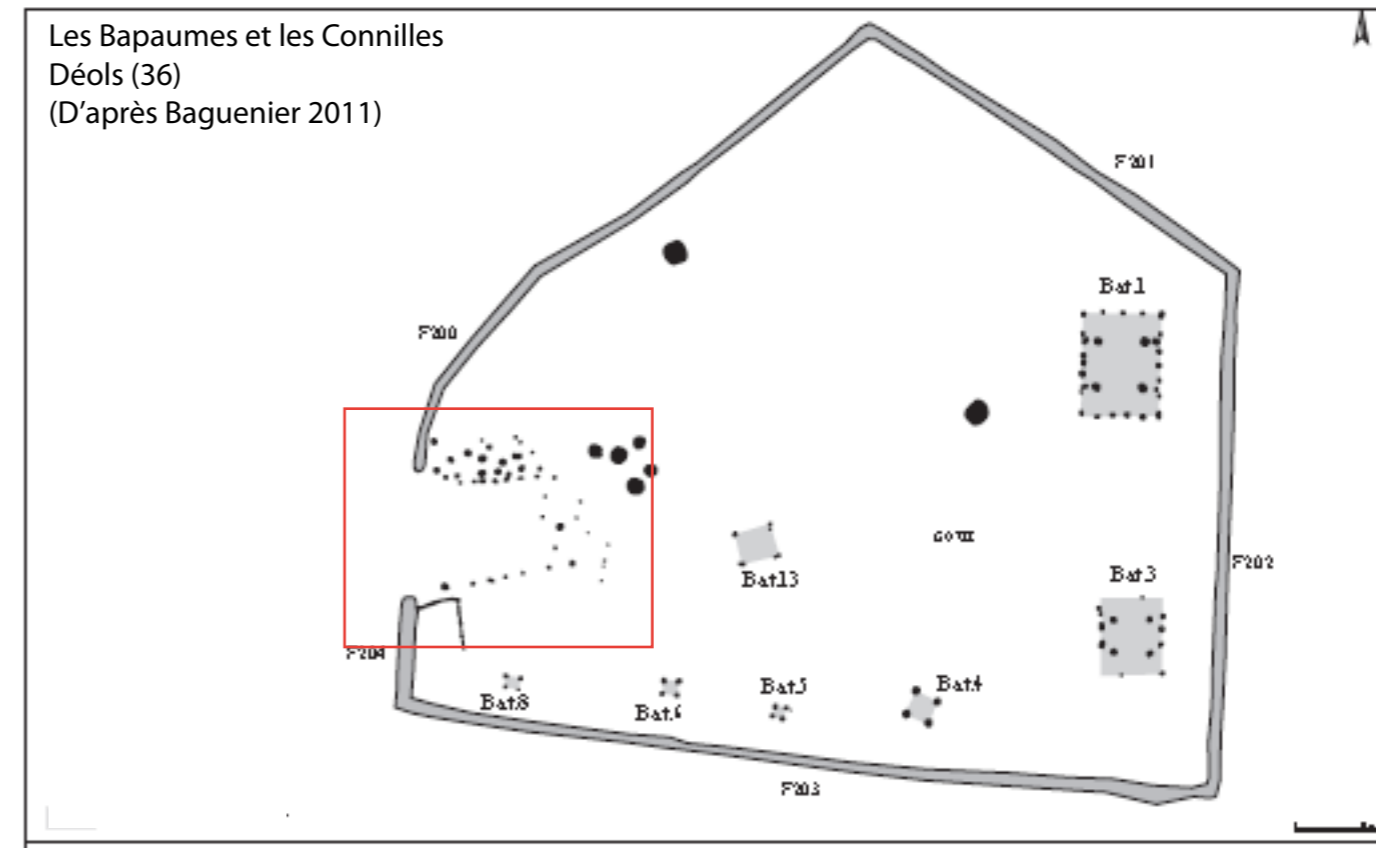 Les Bapaumes et les Connilles
Déols (36)
(D'après Baguenier 2011)
F201
Bat1
F200
F202
Bat3
Bat13
F204
Bat8
Bat6
Bat5
Bat4
F203